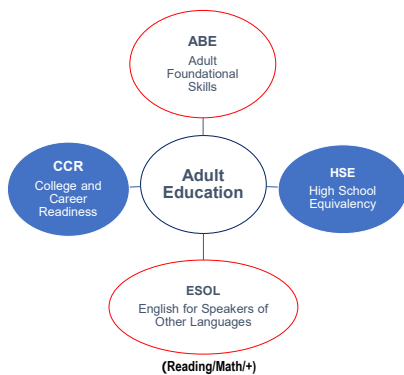 ABE
Adult
Foundational
Skills
CCR
College and
Career
Readiness
Adult
Education
HSE
High School
Equivalency
ESOL
English for Speakers of
Other Languages
(Reading/Math/+)